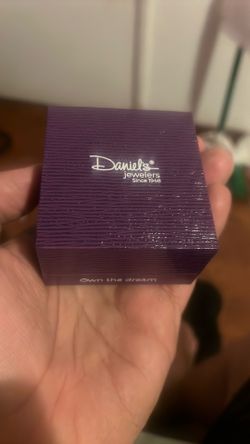 Daniel's®
jewelers
Since 1948
Own the dream